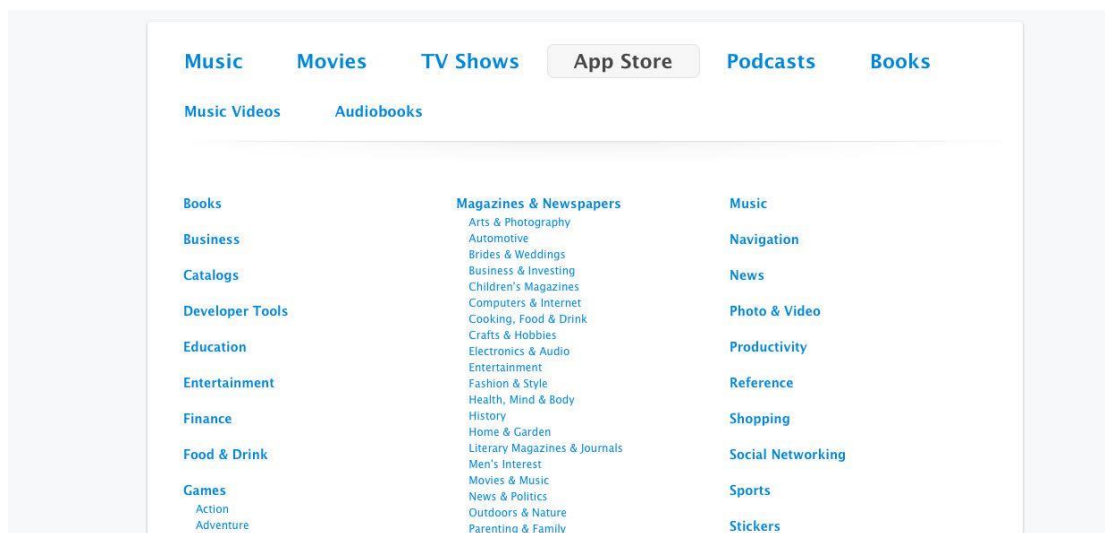 Music Movies TV Shows App Store Podcasts Books
Music Videos Audiobooks
Books
Business
Catalogs
Developer Tools
Education
Entertainment
Finance
Food & Drink
Games
Action
Adventure
Magazines & Newspapers
Arts & Photography
Automotive
Brides & Weddings
Business & Investing
Children's Magazines
Computers & Internet
Cooking, Food & Drink
Crafts & Hobbies
Electronics & Audio
Entertainment
Fashion & Style
Health, Mind & Body
History
Home & Garden
Literary Magazines & Journals
Men's Interest
Movies & Music
News & Politics
Outdoors & Nature
Parenting & Family
Music
Navigation
News
Photo & Video
Productivity
Reference
Shopping
Social Networking
Sports
Stickers